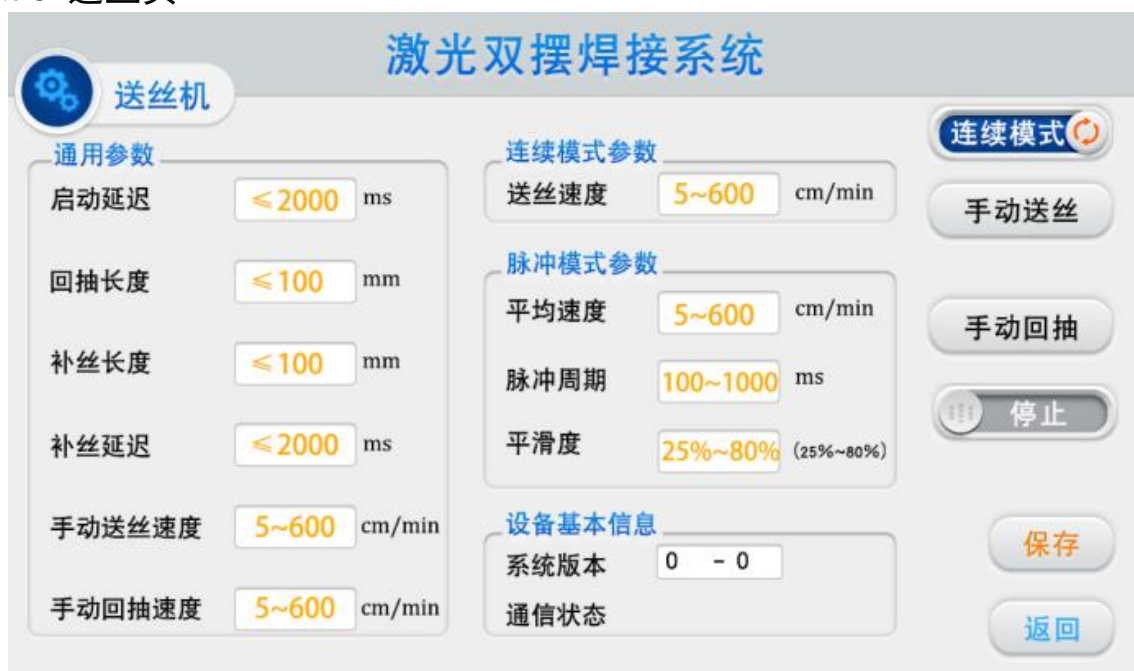 激光双摆焊接系统
送丝机
通用参数
启动延迟 ≤2000 ms
回抽长度 ≤100 mm
补丝长度 ≤100 mm
补丝延迟 ≤2000 ms
手动送丝速度 5~600 cm/min
手动回抽速度 5~600 cm/min
连续模式参数
送丝速度 5~600 cm/min
脉冲模式参数
平均速度 5~600 cm/min
脉冲周期 100~1000 ms
平滑度 25%~80% (25%~80%)
设备基本信息
系统版本 0 - 0
通信状态
连续模式
手动送丝
手动回抽
停止
保存
返回